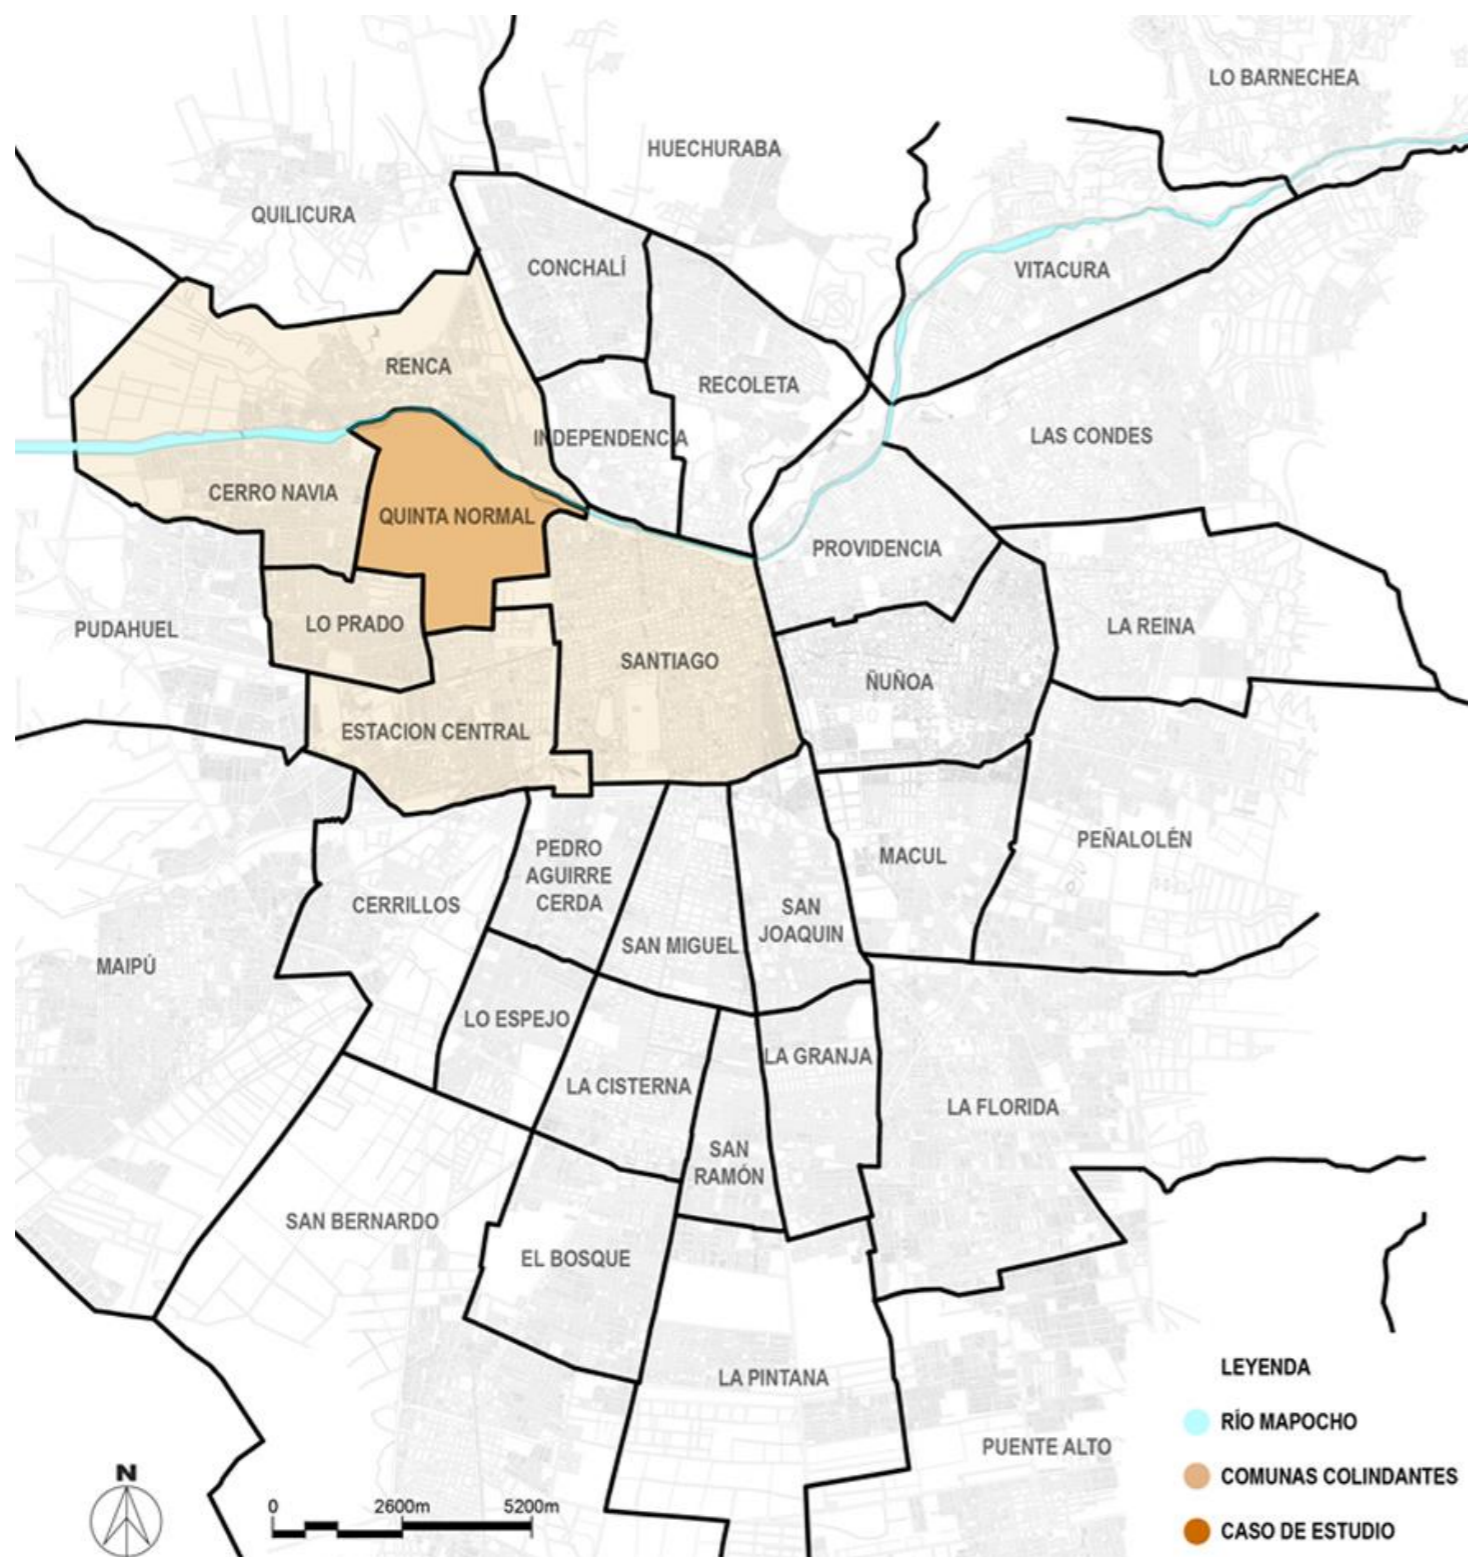 LO BARNECHEA
HUECHURABA
QUILICURA
CONCHALÍ
VITACURA
RENCA
RECOLETA
INDEPENDENCIA
LAS CONDES
CERRO NAVIA
QUINTA NORMAL
PROVIDENCIA
PUDAHUEL
LO PRADO
LA REINA
SANTIAGO
ÑUÑOA
ESTACION CENTRAL
PEDRO
AGUIRRE
CERDA
MACUL
PEÑALOLÉN
CERRILLOS
SAN
JOAQUIN
SAN MIGUEL
MAIPÚ
LO ESPEJO
LA GRANJA
LA CISTERNA
LA FLORIDA
SAN
RAMÓN
SAN BERNARDO
EL BOSQUE
LA PINTANA
PUENTE ALTO
LEYENDA
RÍO MAPOCHO
COMUNAS COLINDANTES
CASO DE ESTUDIO
N
0 2600m 5200m